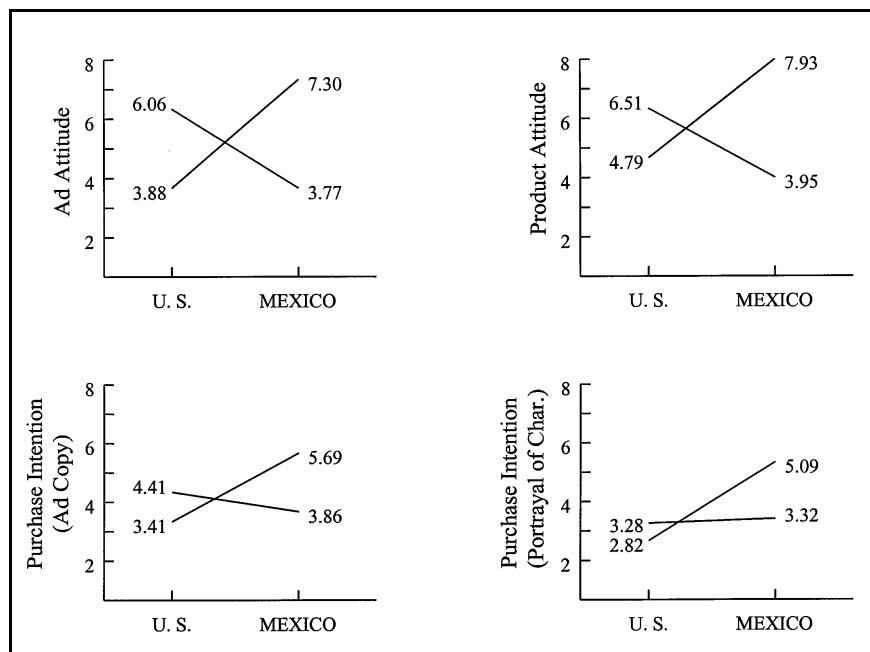 8
6
4
2
Ad Attitude
6.06
3.88
7.30
3.77
U. S.
MEXICO
8
6
4
2
Product Attitude
6.51
4.79
7.93
3.95
U. S.
MEXICO
8
6
4
2
Purchase Intention
(Ad Copy)
4.41
3.41
5.69
3.86
U. S.
MEXICO
8
6
4
2
Purchase Intention
(Portrayal of Char.)
3.28
2.82
5.09
3.32
U. S.
MEXICO